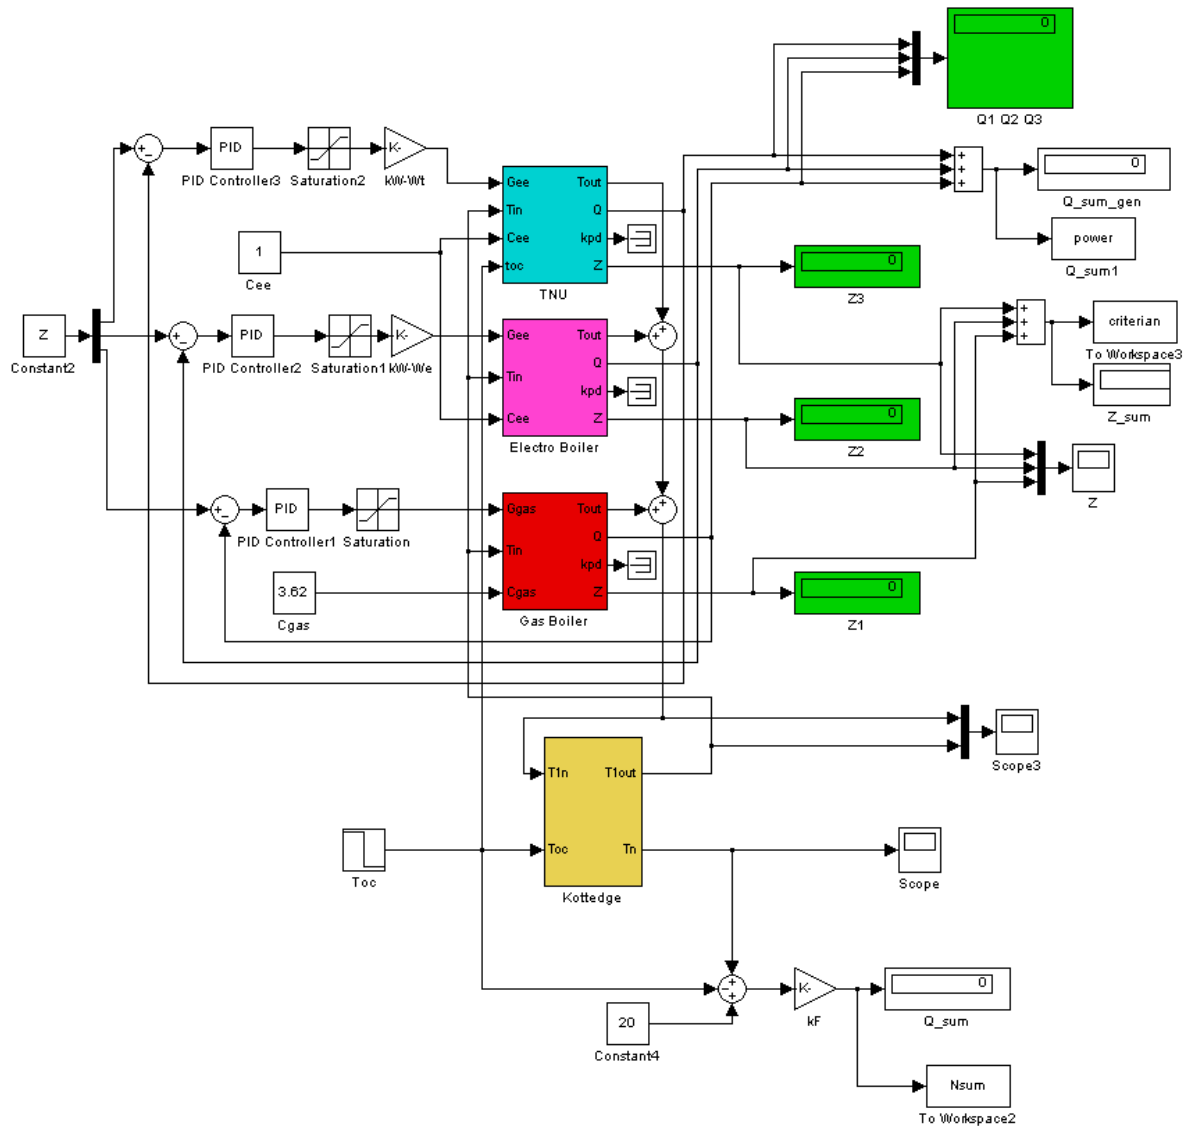 0
Q1 Q2 Q3
PID
PID Controller3
Saturation2
K-
kW-Wt
Gee
Tin
Cee
toc
Tout
Q
kpd
Z
TNU
+
+
+
0
Q_sum_gen
power
Q_sum1
1
Cee
0
Z3
Z
Constant2
PID
PID Controller2
Saturation1
K-
kW-We
Gee
Tin
Cee
Tout
Q
kpd
Z
Electro Boiler
+
+
+
+
+
criterian
To Workspace3
Z_sum
0
Z2
Z
PID
PID Controller1
Saturation
Ggas
Tin
Cgas
Tout
Q
kpd
Z
Gas Boiler
+
+
3.62
Cgas
0
Z1
T1n
Toc
T1out
Tn
Kottedge
Scope3
Toc
Scope
+
-
+
20
Constant4
K-
kF
0
Q_sum
Nsum
To Workspace2